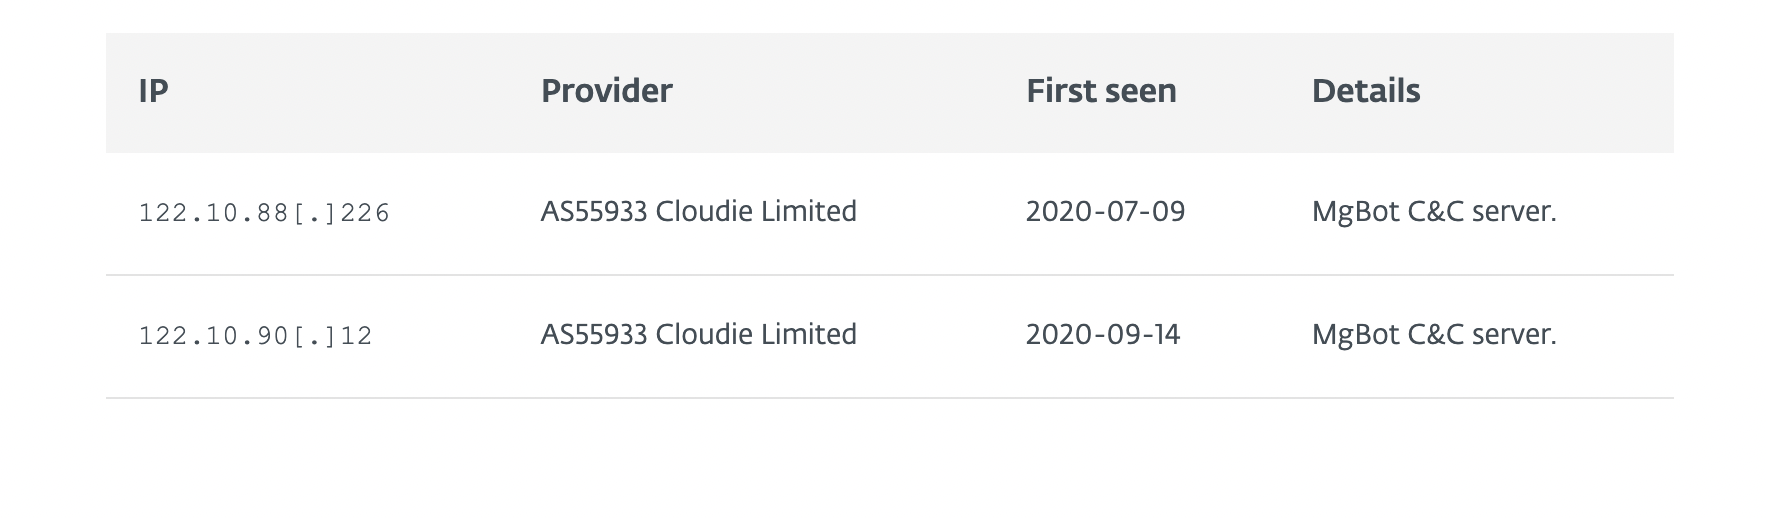 IP Provider First seen Details
122.10.88[.]226 AS55933 Cloudie Limited 2020-07-09 MgBot C&C server.
122.10.90[.]12 AS55933 Cloudie Limited 2020-09-14 MgBot C&C server.